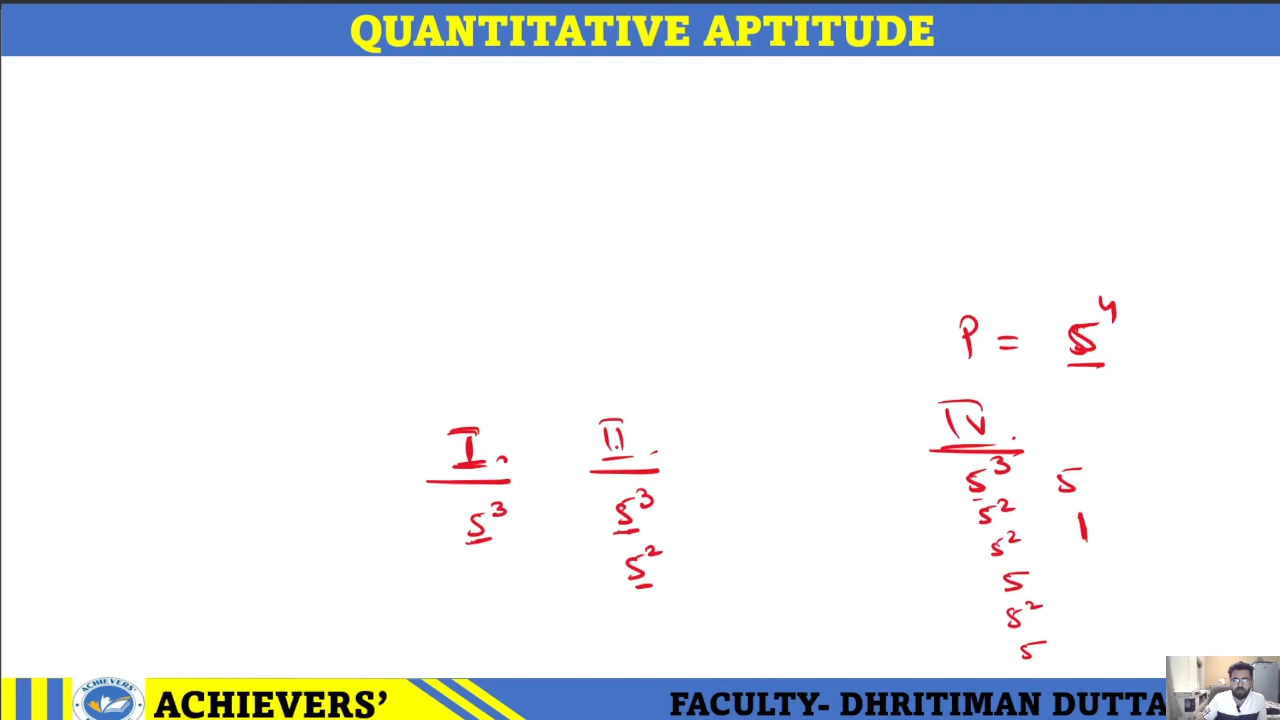 QUANTITATIVE APTITUDE
P = 5⁴
I. II. IV.
5³ 5³ 5³ 5
5² 5² 1
5²
5
5²
5
ACHIEVERS'
ACHIEVERS' FACULTY- DHRITIMAN DUTTA